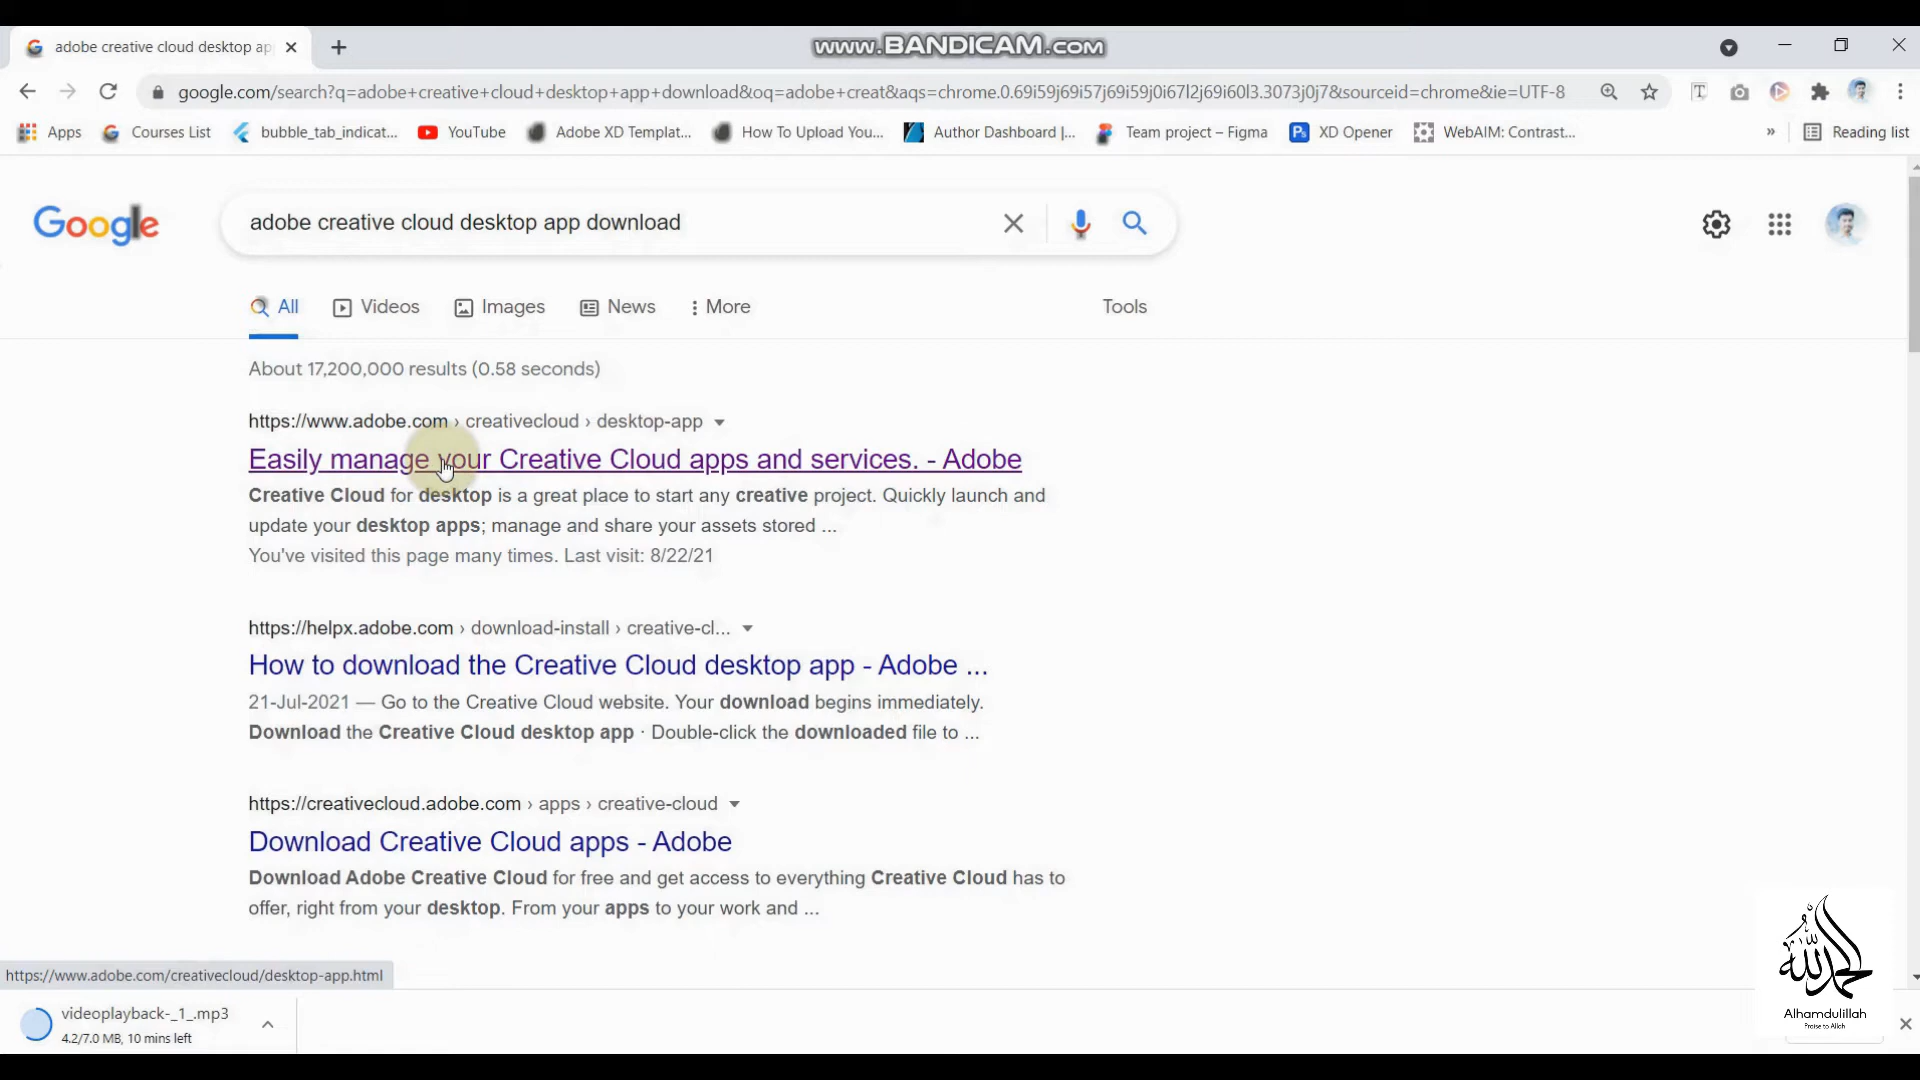 adobe creative cloud desktop ap
www.BANDICAM.com
google.com/search?q=adobe+creative+cloud+desktop+app+download&oq=adobe+creat&aqs=chrome.0.69i59j69i57j69i59j0i67l2j69i60l3.3073j0j7&sourceid=chrome&ie=UTF-8
Apps Courses List bubble_tab_indicat... YouTube Adobe XD Templat... How To Upload You... Author Dashboard |... Team project – Figma Ps XD Opener WebAIM: Contrast... » Reading list
Google adobe creative cloud desktop app download
All Videos Images News More Tools
About 17,200,000 results (0.58 seconds)
https://www.adobe.com › creativecloud › desktop-app
Easily manage your Creative Cloud apps and services. - Adobe
Creative Cloud for desktop is a great place to start any creative project. Quickly launch and
update your desktop apps; manage and share your assets stored ...
You've visited this page many times. Last visit: 8/22/21
https://helpx.adobe.com › download-install › creative-cl...
How to download the Creative Cloud desktop app - Adobe ...
21-Jul-2021 — Go to the Creative Cloud website. Your download begins immediately.
Download the Creative Cloud desktop app · Double-click the downloaded file to ...
https://creativecloud.adobe.com › apps › creative-cloud
Download Creative Cloud apps - Adobe
Download Adobe Creative Cloud for free and get access to everything Creative Cloud has to
offer, right from your desktop. From your apps to your work and ...
https://www.adobe.com/creativecloud/desktop-app.html
videoplayback-_1_.mp3
4.2/7.0 MB, 10 mins left
الحمد لله
Alhamdulillah
Praise to Allah